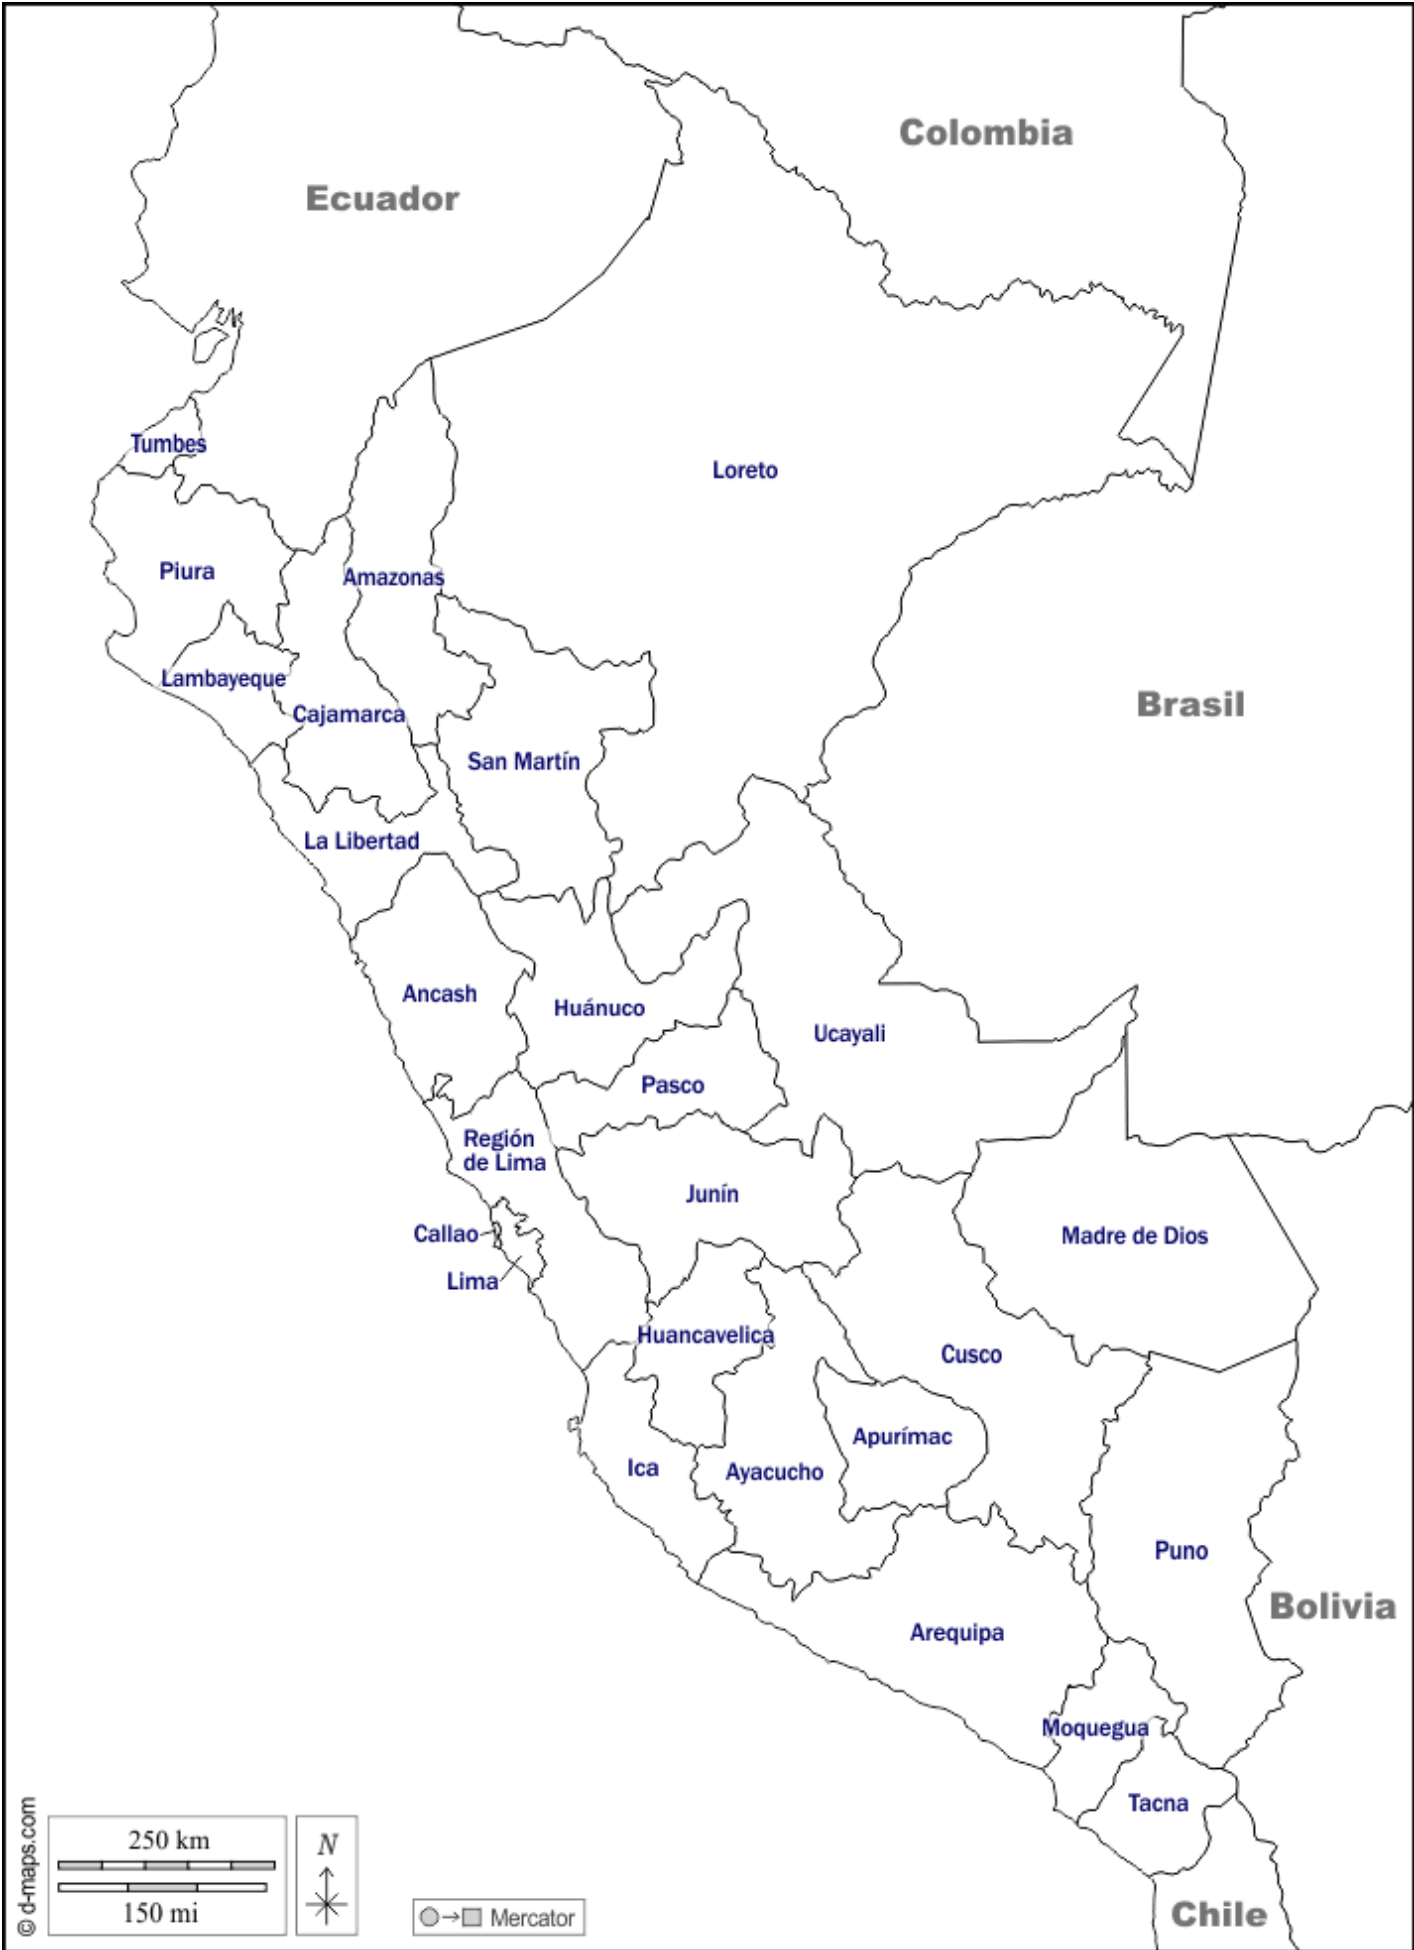 Colombia
Ecuador
Tumbes
Loreto
Piura
Amazonas
Lambayeque
Cajamarca
Brasil
San Martín
La Libertad
Ancash
Huánuco
Ucayali
Pasco
Región
de Lima
Junín
Callao
Madre de Dios
Lima
Huancavelica
Cusco
Apurímac
Ica
Ayacucho
Puno
Bolivia
Arequipa
Moquegua
Tacna
Chile
© d-maps.com
250 km
150 mi
N
Mercator